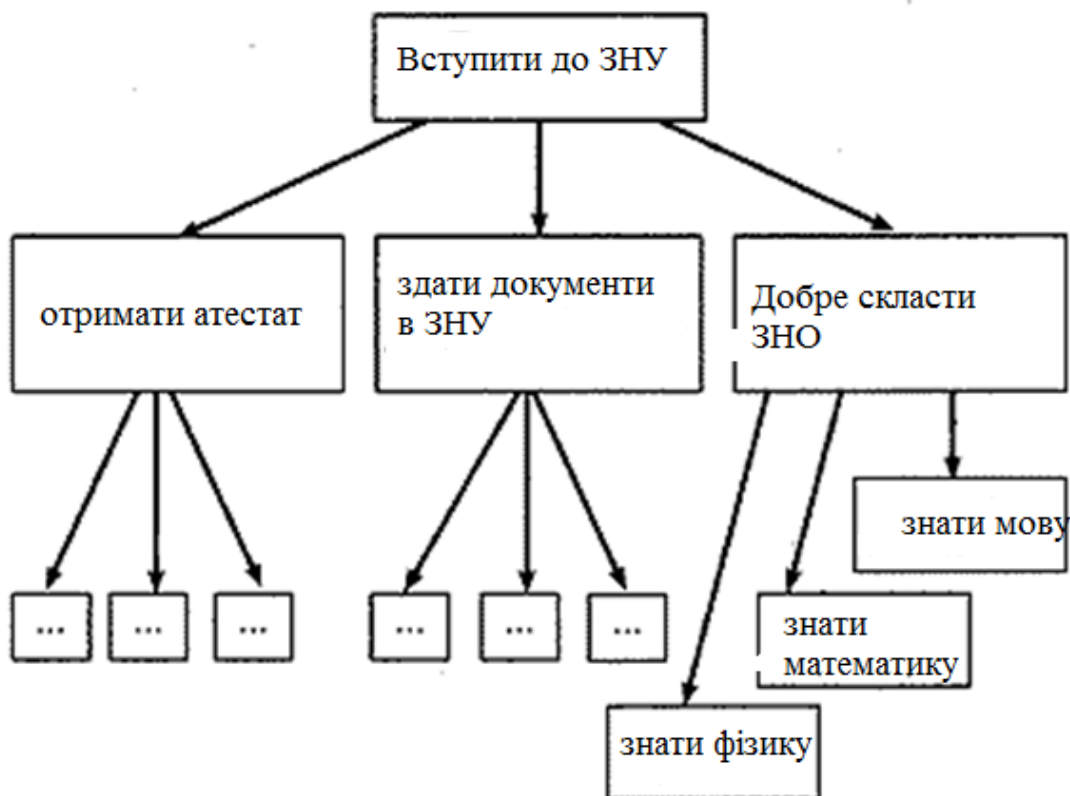 Вступити до ЗНУ
отримати атестат
здати документи
в ЗНУ
Добре скласти
ЗНО
знати мову
...
...
...
...
...
...
знати
математику
знати фізику